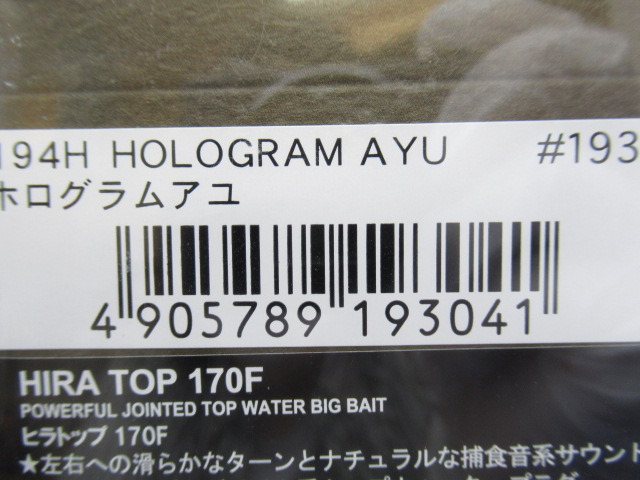 194H HOLOGRAM AYU #193
ホログラムアユ
4 905789 193041
HIRA TOP 170F
POWERFUL JOINTED TOP WATER BIG BAIT
ヒラトップ 170F
★左右への滑らかなターンとナチュラルな捕食音系サウンド